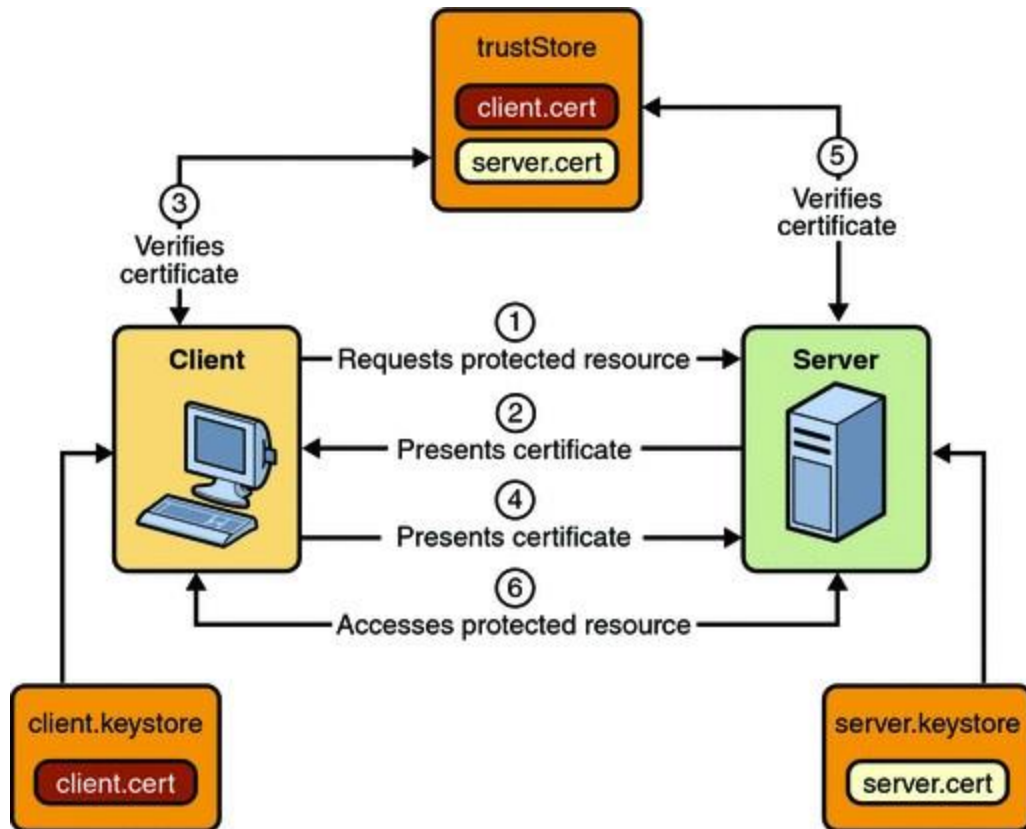 trustStore
client.cert
server.cert
3
Verifies
certificate
5
Verifies
certificate
Client
Server
1
Requests protected resource
2
Presents certificate
4
Presents certificate
6
Accesses protected resource
client.keystore
client.cert
server.keystore
server.cert